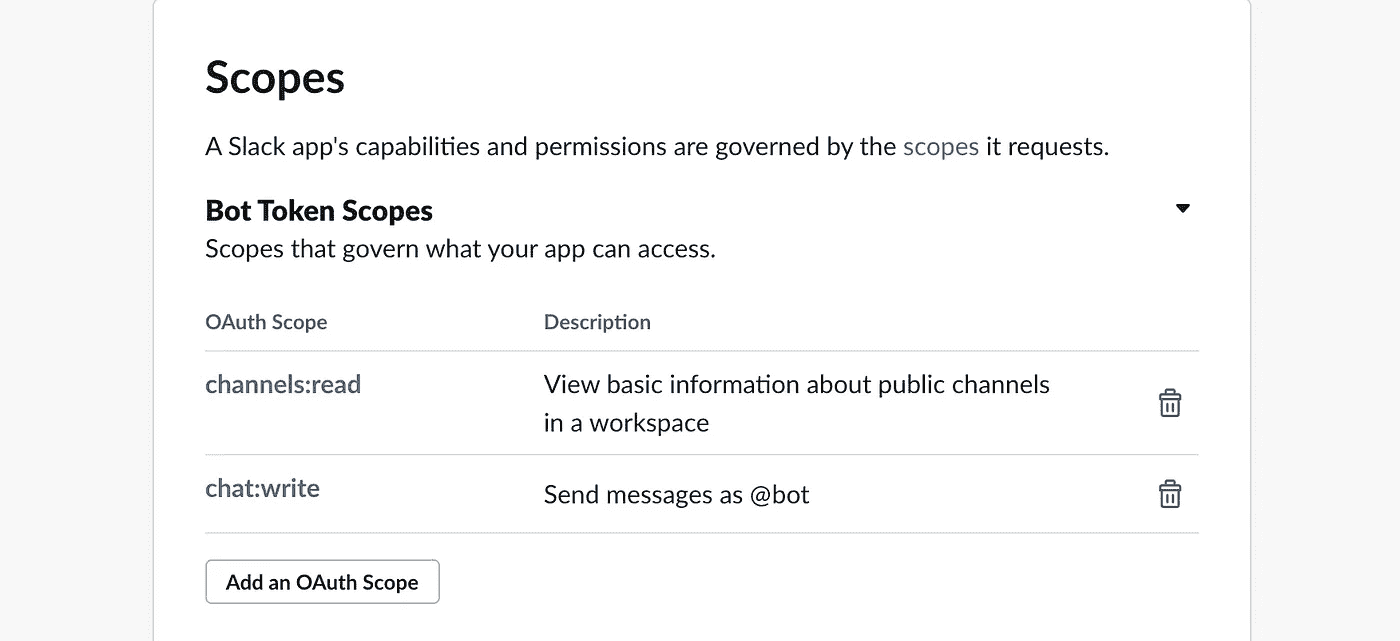 Scopes
A Slack app's capabilities and permissions are governed by the scopes it requests.
Bot Token Scopes
Scopes that govern what your app can access.
OAuth Scope Description
channels:read View basic information about public channels
in a workspace
chat:write Send messages as @bot
Add an OAuth Scope